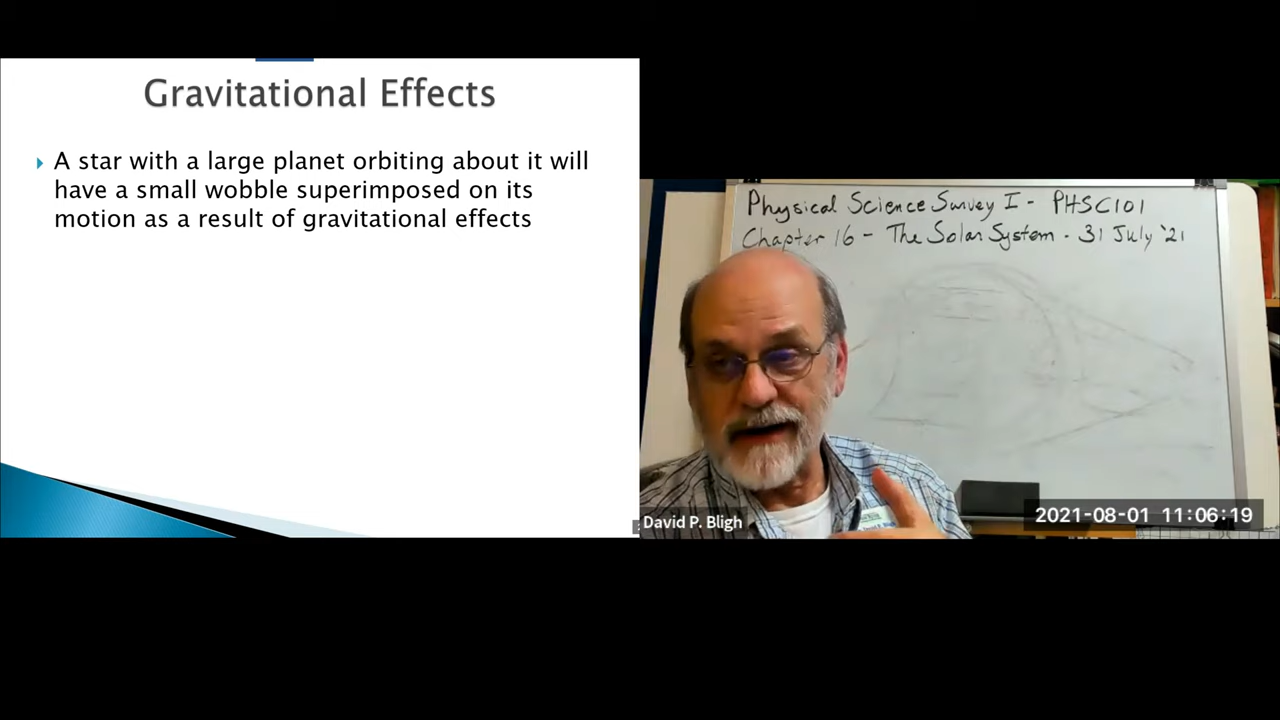 Gravitational Effects
A star with a large planet orbiting about it will
have a small wobble superimposed on its
motion as a result of gravitational effects
Physical Science Survey I - PHSC101
Chapter 16 - The Solar System - 31 July '21
David P. Bligh
2021-08-01 11:06:19